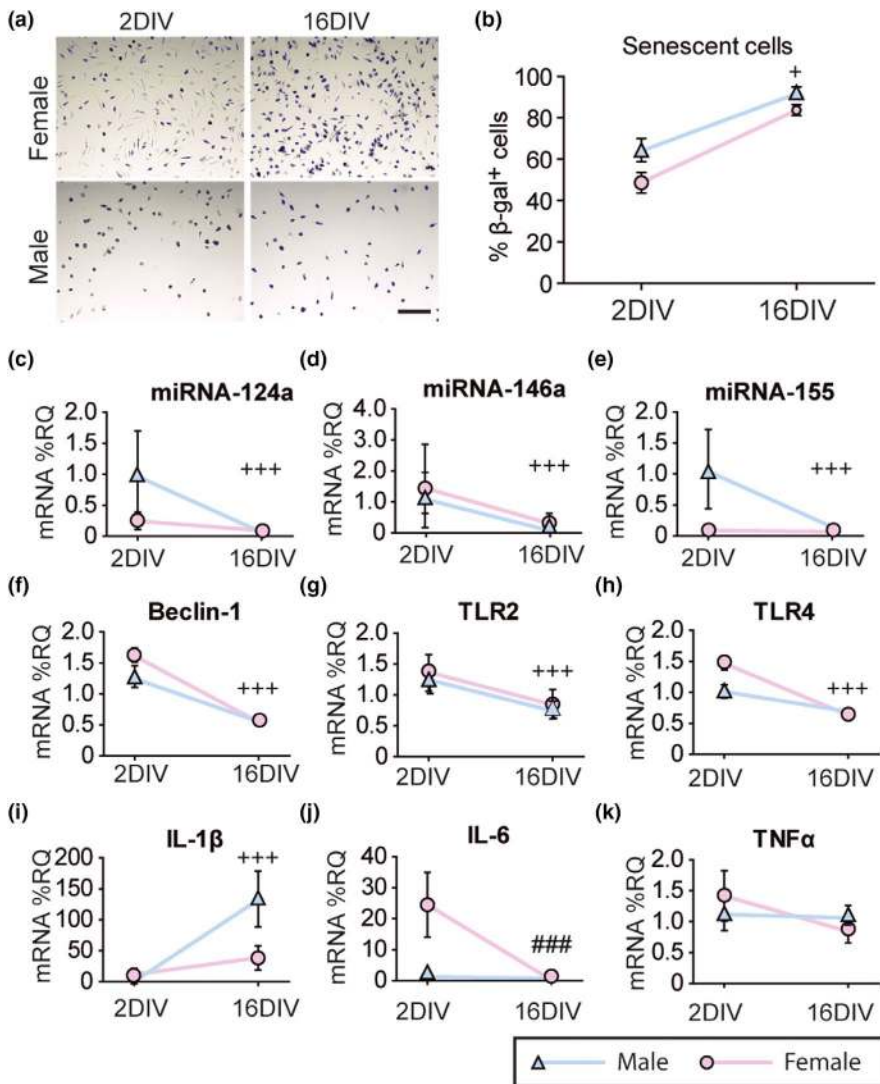 (a)
2DIV 16DIV
Female
Male
(b)
Senescent cells
% β-gal⁺ cells
100
80
60
40
20
0
+
2DIV 16DIV
(c)
miRNA-124a
mRNA %RQ
2.0
1.5
1.0
0.5
0
+++
2DIV 16DIV
(d)
miRNA-146a
mRNA %RQ
4.0
3.0
2.0
1.0
0
+++
2DIV 16DIV
(e)
miRNA-155
mRNA %RQ
2.0
1.5
1.0
0.5
0
+++
2DIV 16DIV
(f)
Beclin-1
mRNA %RQ
2.0
1.5
1.0
0.5
0
+++
2DIV 16DIV
(g)
TLR2
mRNA %RQ
2.0
1.5
1.0
0.5
0
+++
2DIV 16DIV
(h)
TLR4
mRNA %RQ
2.0
1.5
1.0
0.5
0
+++
2DIV 16DIV
(i)
IL-1β
mRNA %RQ
200
150
100
50
0
+++
2DIV 16DIV
(j)
IL-6
mRNA %RQ
40
30
20
10
0
###
2DIV 16DIV
(k)
TNFα
mRNA %RQ
2.0
1.5
1.0
0.5
0
2DIV 16DIV
Male Female